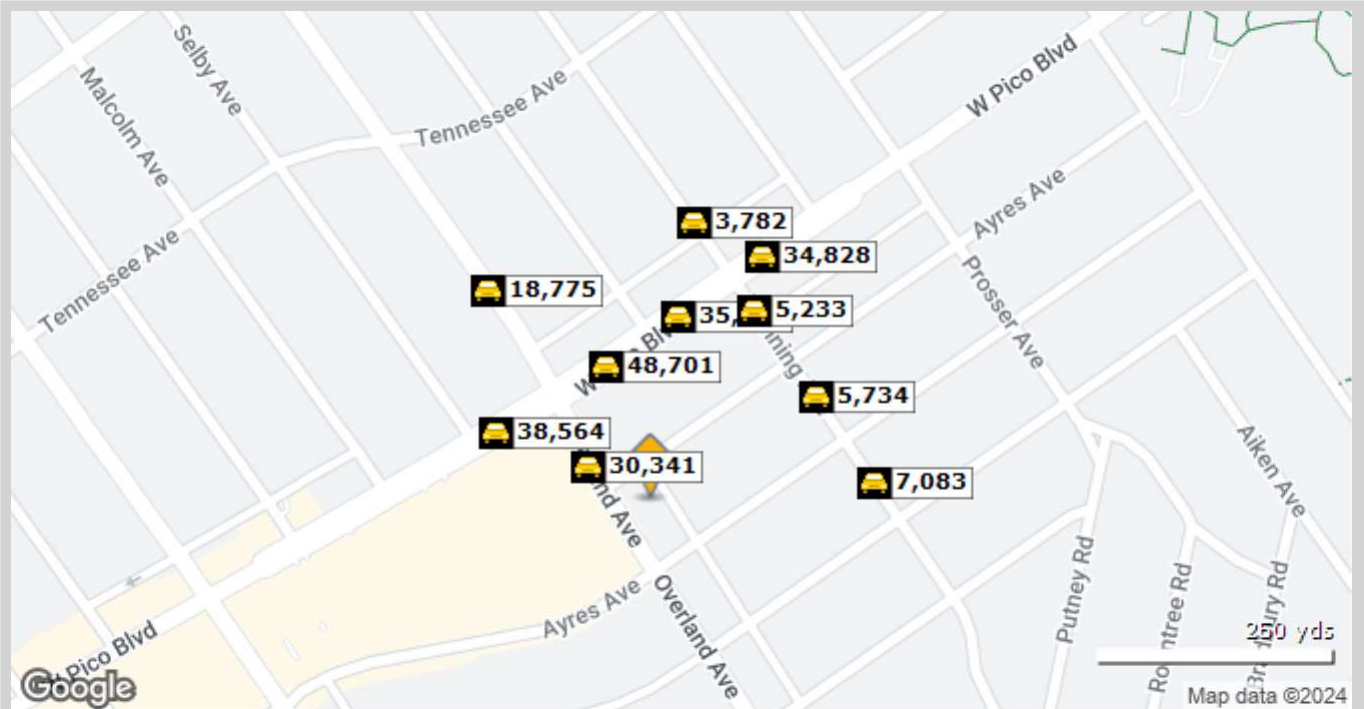 Selby Ave
Malcolm Ave
Tennessee Ave
W Pico Blvd
Ayres Ave
Tennessee Ave
3,782
34,828
18,775
35,
5,233
Prosser Ave
48,701
5,734
38,564
30,341
7,083
Aiken Ave
Overland Ave
Ayres Ave
Putney Rd
250 yds
Pico Blvd
Google
Map data ©2024